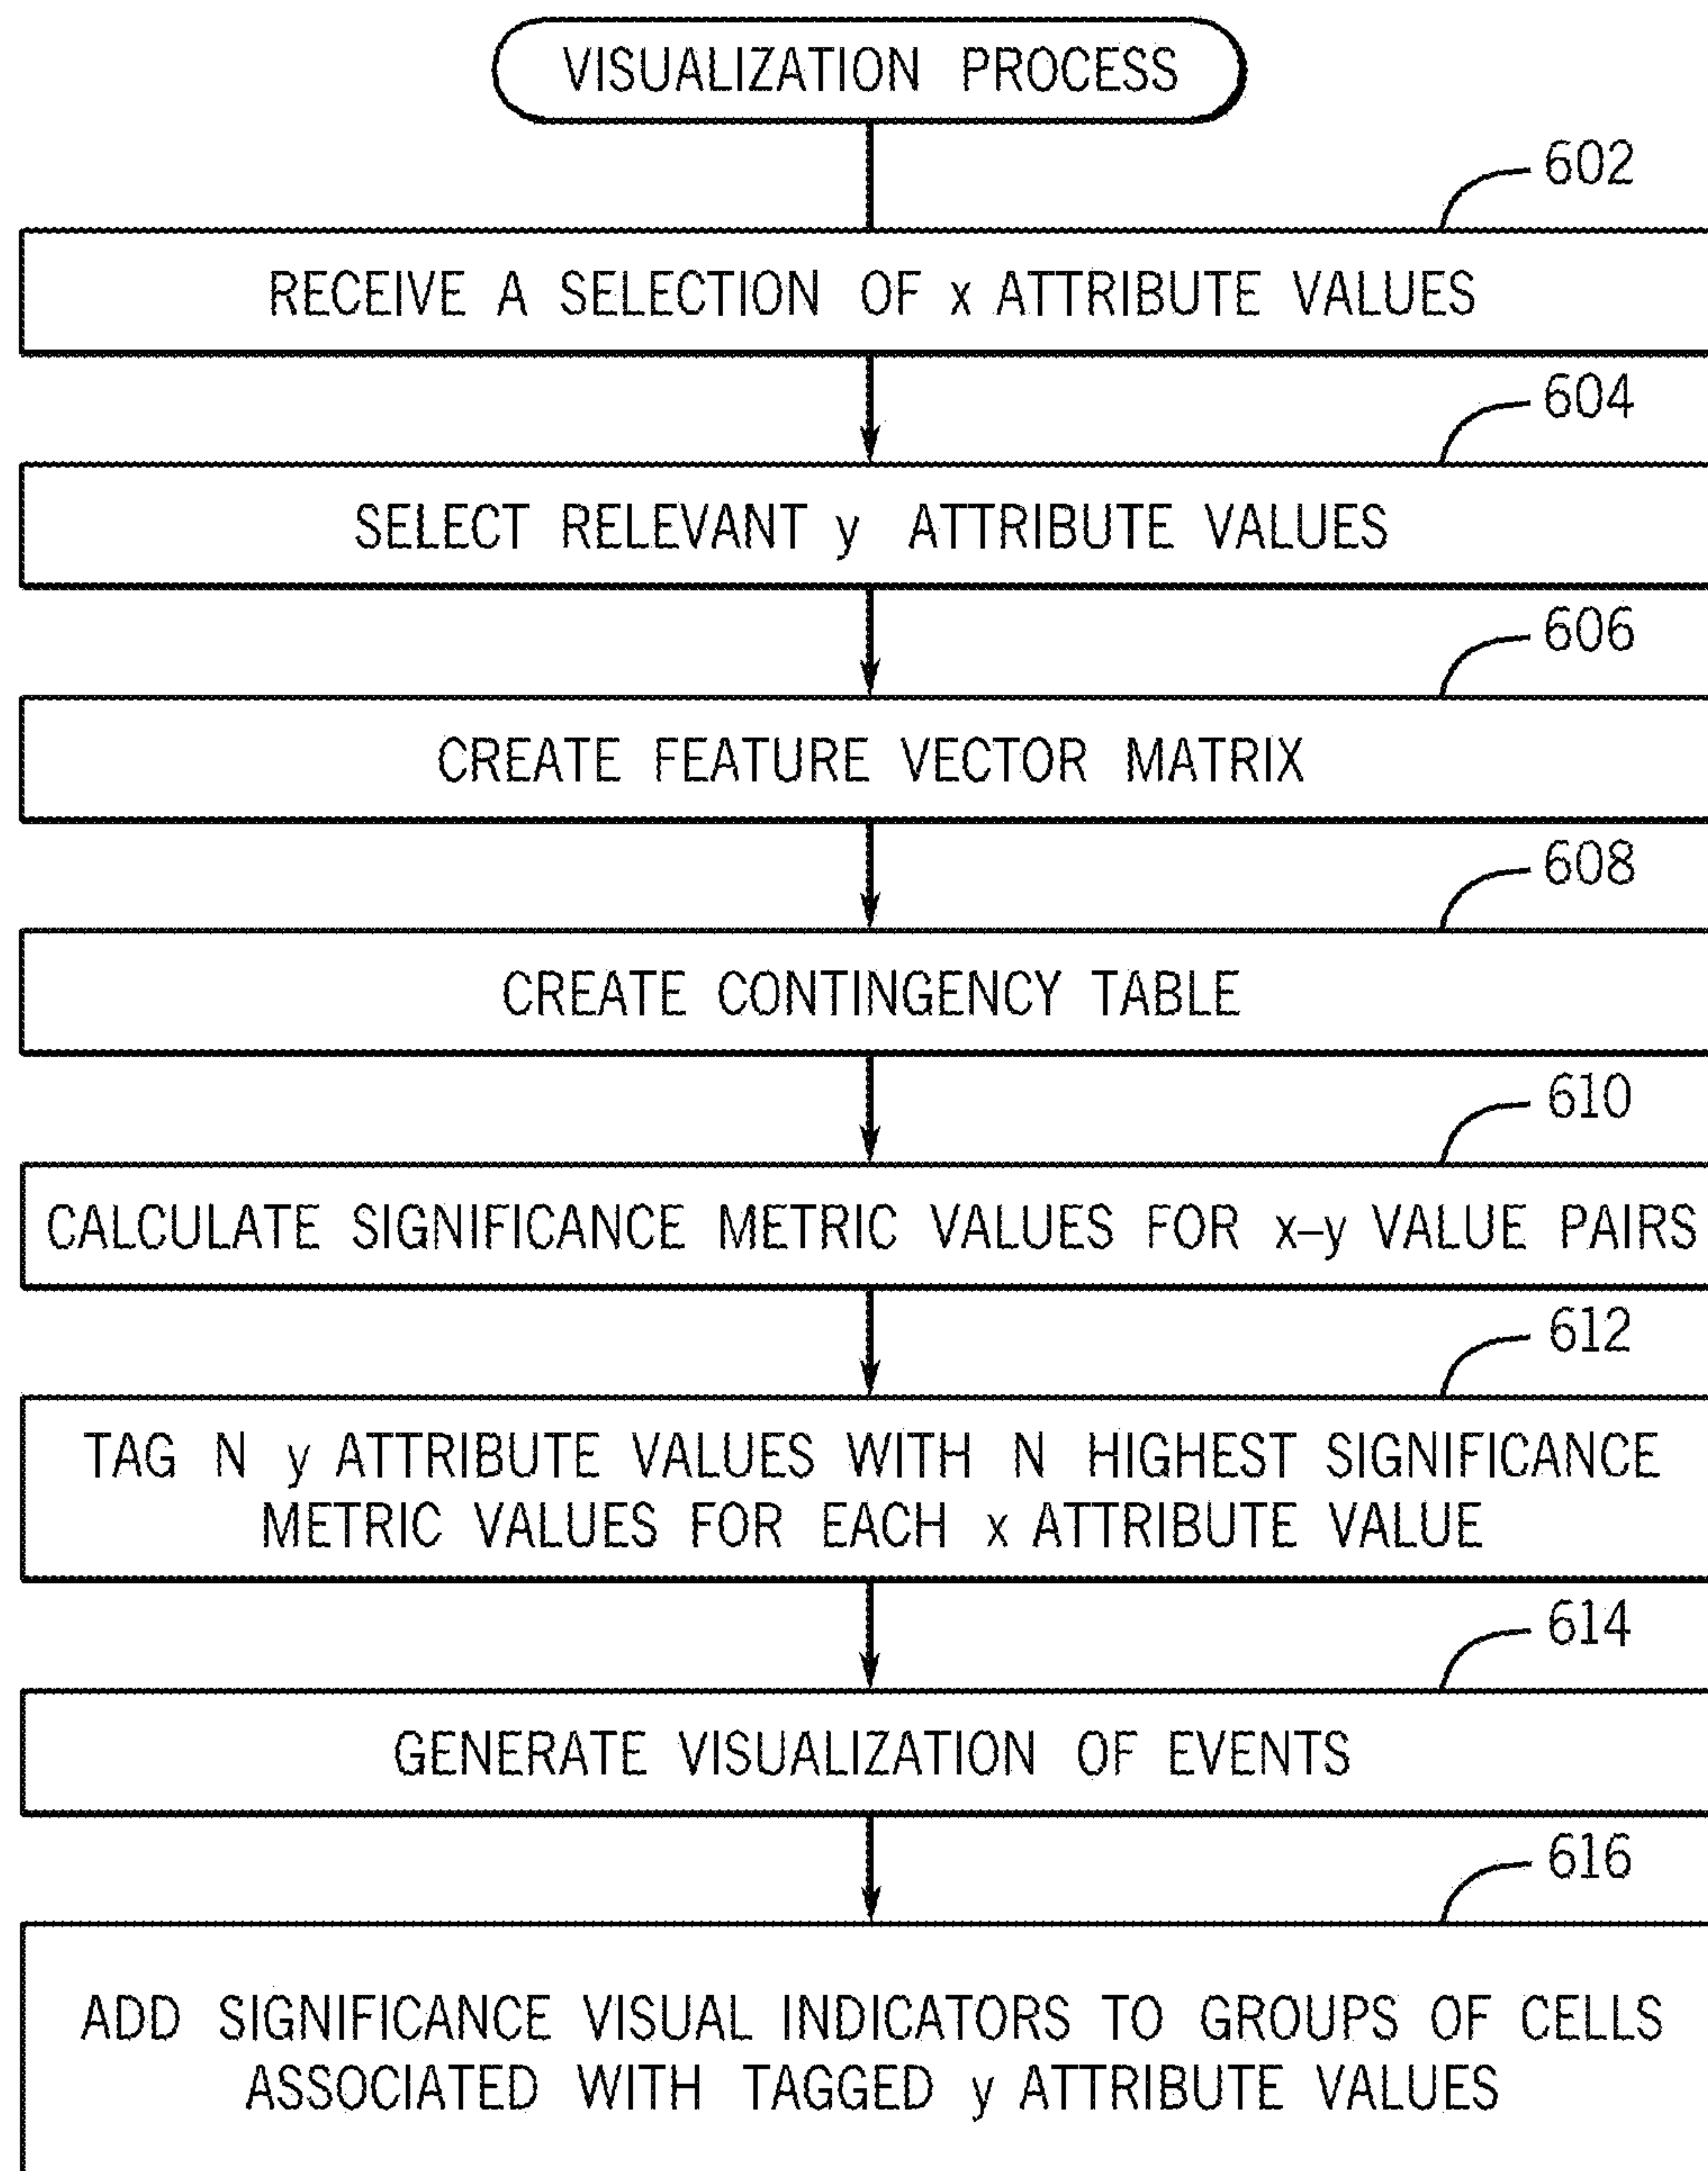 VISUALIZATION PROCESS
602
RECEIVE A SELECTION OF x ATTRIBUTE VALUES
604
SELECT RELEVANT y ATTRIBUTE VALUES
606
CREATE FEATURE VECTOR MATRIX
608
CREATE CONTINGENCY TABLE
610
CALCULATE SIGNIFICANCE METRIC VALUES FOR x–y VALUE PAIRS
612
TAG N y ATTRIBUTE VALUES WITH N HIGHEST SIGNIFICANCE
METRIC VALUES FOR EACH x ATTRIBUTE VALUE
614
GENERATE VISUALIZATION OF EVENTS
616
ADD SIGNIFICANCE VISUAL INDICATORS TO GROUPS OF CELLS
ASSOCIATED WITH TAGGED y ATTRIBUTE VALUES